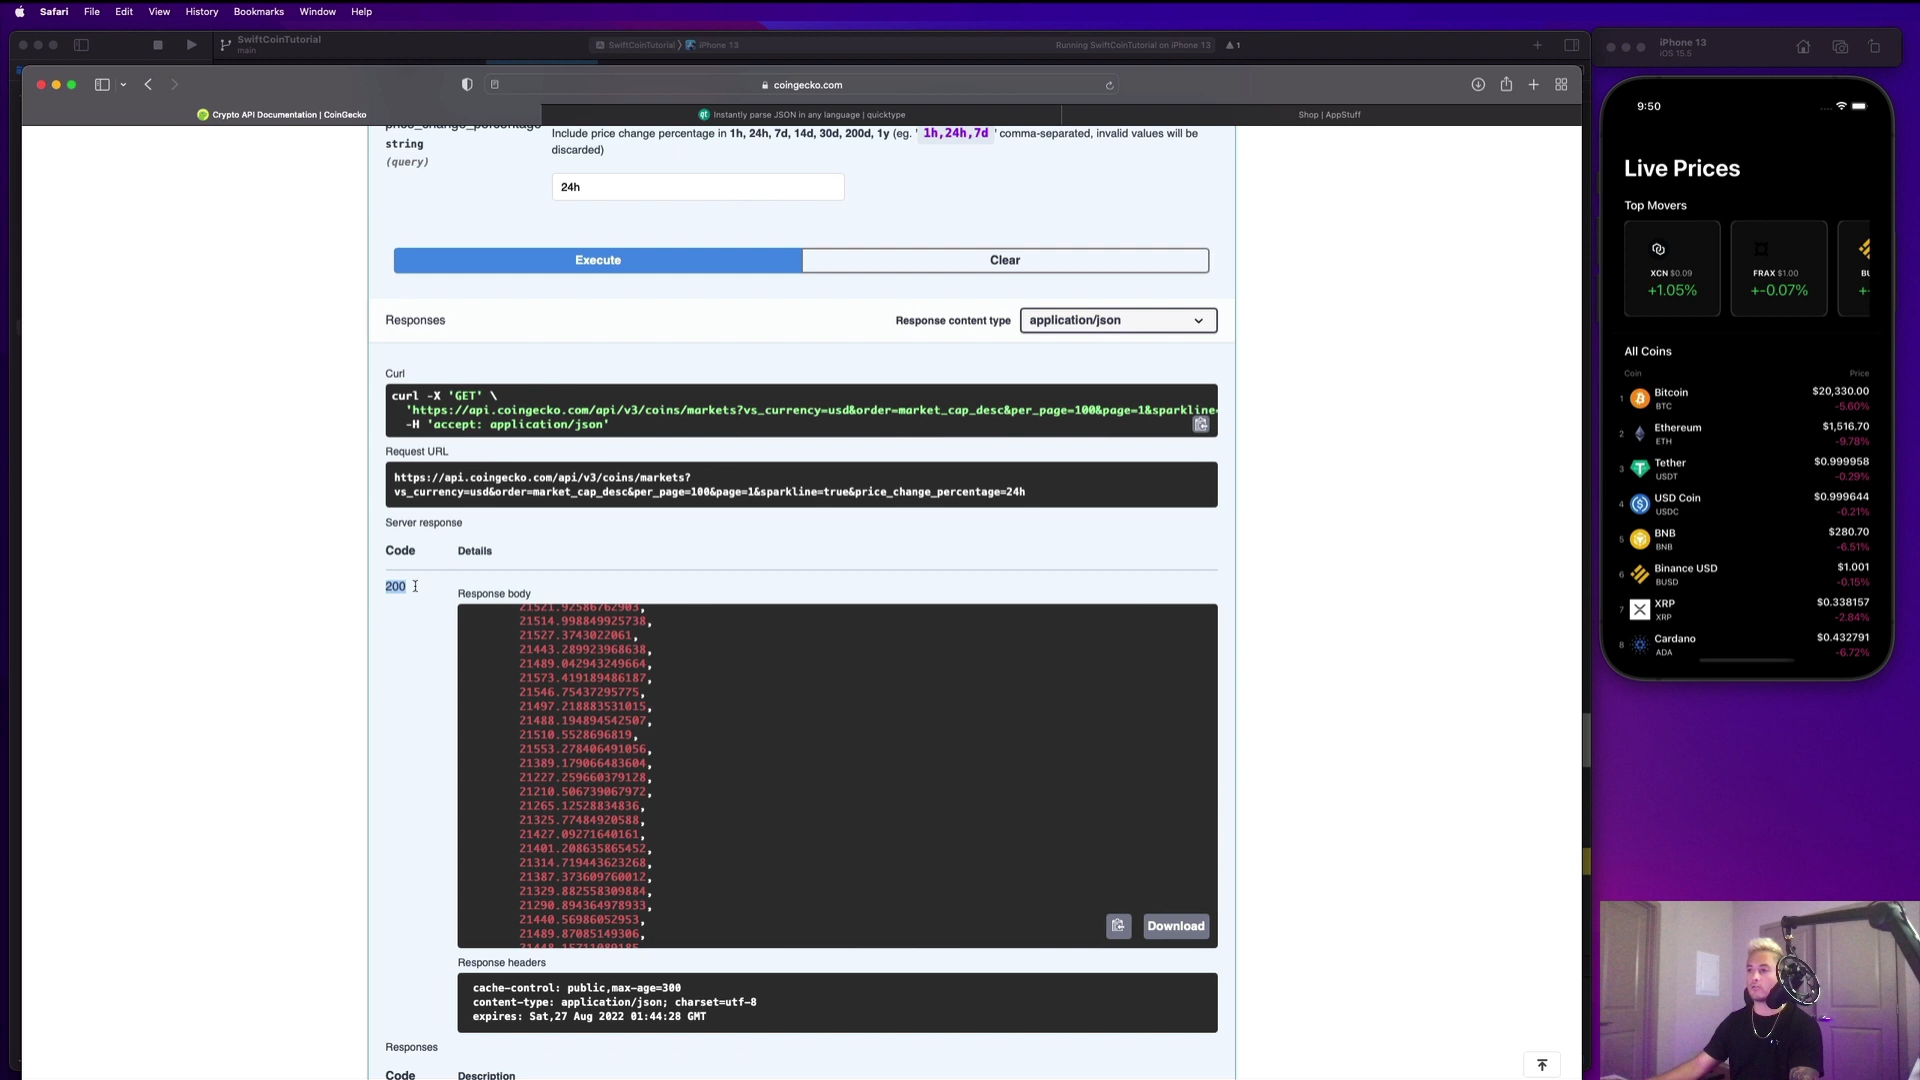 Safari File Edit View History Bookmarks Window Help
SwiftCoinTutorial
main
SwiftCoinTutorial iPhone 13
Running SwiftCoinTutorial on iPhone 13
1
coingecko.com
Crypto API Documentation | CoinGecko
Instantly parse JSON in any language | quicktype
Shop | AppStuff
price_change_percentage
string
(query)
Include price change percentage in 1h, 24h, 7d, 14d, 30d, 200d, 1y (eg. ' 1h,24h,7d ' comma-separated, invalid values will be
discarded)
24h
Execute
Clear
Responses
Response content type
application/json
Curl
curl -X 'GET' \
'https://api.coingecko.com/api/v3/coins/markets?vs_currency=usd&order=market_cap_desc&per_page=100&page=1&sparkline=
-H 'accept: application/json'
Request URL
https://api.coingecko.com/api/v3/coins/markets?
vs_currency=usd&order=market_cap_desc&per_page=100&page=1&sparkline=true&price_change_percentage=24h
Server response
Code
Details
200
Response body
21521.92586762903,
21514.998849925738,
21527.3743022061,
21443.289923968638,
21489.042943249664,
21573.419189486187,
21546.75437295775,
21497.218883531015,
21488.194894542507,
21510.5528696819,
21553.278406491056,
21389.179066483604,
21227.259660379128,
21210.506739067972,
21265.12528834836,
21325.77484920588,
21427.09271640161,
21401.208635865452,
21314.719443623268,
21387.373609760012,
21329.882558309884,
21290.894364978933,
21440.56986052953,
21489.87085149306,
Download
Response headers
cache-control: public,max-age=300
content-type: application/json; charset=utf-8
expires: Sat,27 Aug 2022 01:44:28 GMT
Responses
Code
Description
iPhone 13
iOS 15.5
9:50
Live Prices
Top Movers
XCN $0.09
+1.05%
FRAX $1.00
+-0.07%
BU
+-
All Coins
Coin
Price
1
Bitcoin
BTC
$20,330.00
-5.60%
2
Ethereum
ETH
$1,516.70
-9.78%
3
Tether
USDT
$0.999958
-0.29%
4
USD Coin
USDC
$0.999644
-0.21%
5
BNB
BNB
$280.70
-6.51%
6
Binance USD
BUSD
$1.001
-0.15%
7
XRP
XRP
$0.338157
-2.84%
8
Cardano
ADA
$0.432791
-6.72%